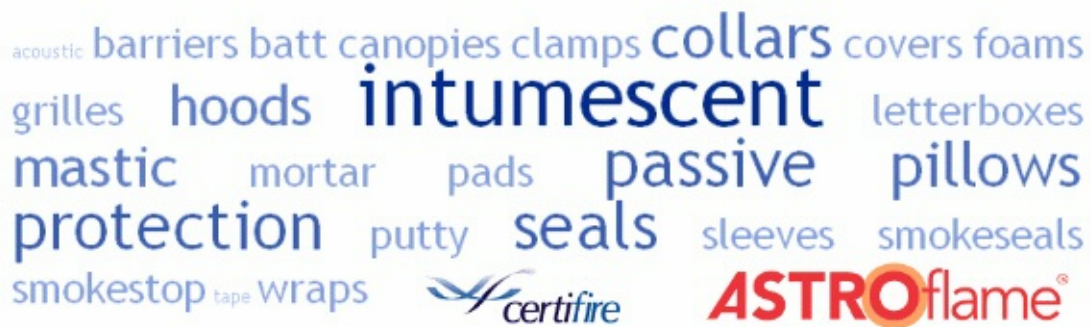 acoustic barriers batt canopies clamps collars covers foams
grilles hoods intumescent letterboxes
mastic mortar pads passive pillows
protection putty seals sleeves smokeseals
smokestop tape wraps certifire ASTROflame®